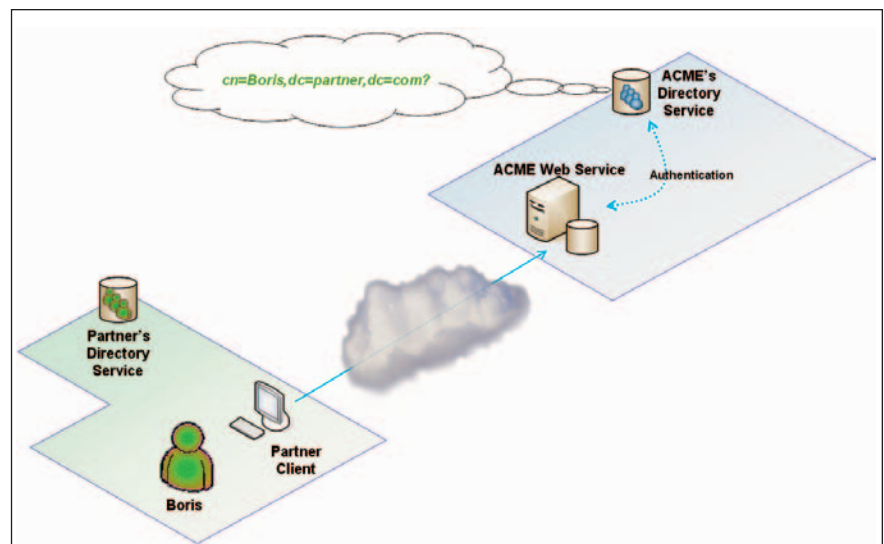 cn=Boris,dc=partner,dc=com?
ACME's
Directory
Service
ACME Web Service
Authentication
Partner's
Directory
Service
Partner
Client
Boris